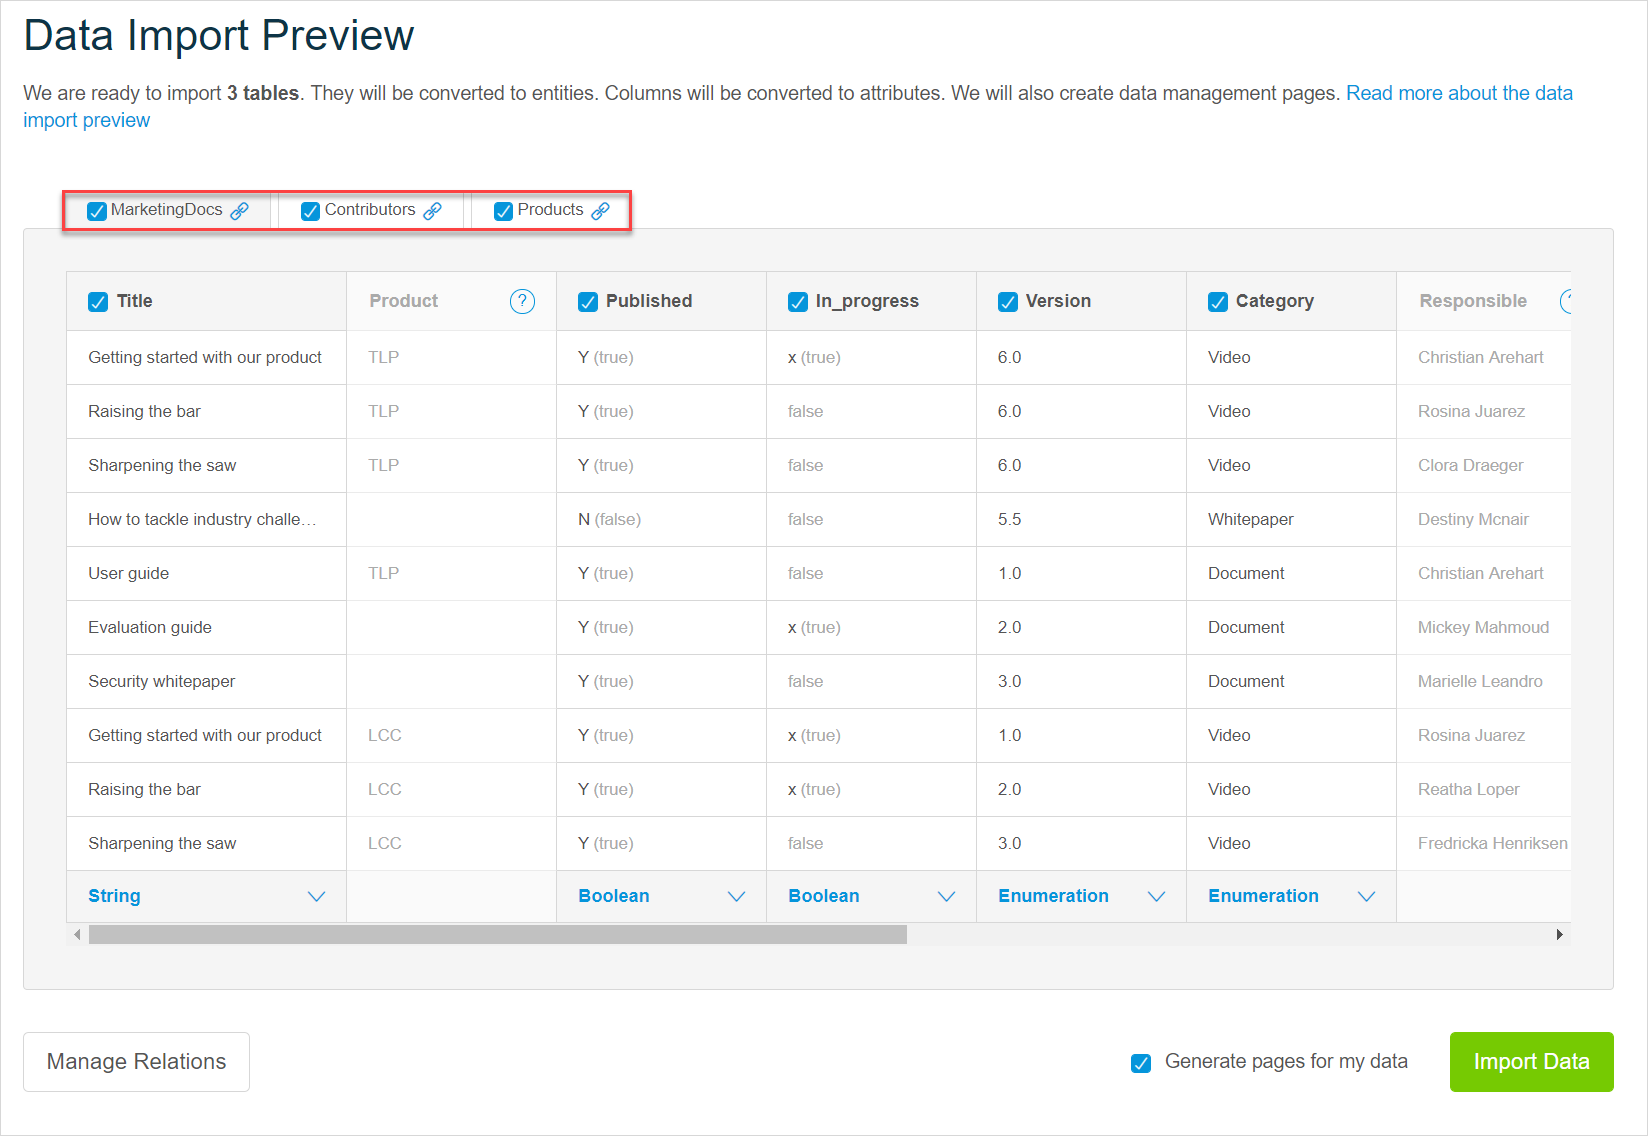 Data Import Preview
We are ready to import 3 tables. They will be converted to entities. Columns will be converted to attributes. We will also create data management pages. Read more about the data
import preview
MarketingDocs Contributors Products
Title Product ? Published In_progress Version Category Responsible ?
Getting started with our product TLP Y (true) x (true) 6.0 Video Christian Arehart
Raising the bar TLP Y (true) false 6.0 Video Rosina Juarez
Sharpening the saw TLP Y (true) false 6.0 Video Clora Draeger
How to tackle industry challe… N (false) false 5.5 Whitepaper Destiny Mcnair
User guide TLP Y (true) false 1.0 Document Christian Arehart
Evaluation guide Y (true) x (true) 2.0 Document Mickey Mahmoud
Security whitepaper Y (true) false 3.0 Document Marielle Leandro
Getting started with our product LCC Y (true) x (true) 1.0 Video Rosina Juarez
Raising the bar LCC Y (true) x (true) 2.0 Video Reatha Loper
Sharpening the saw LCC Y (true) false 3.0 Video Fredricka Henriksen
String Boolean Boolean Enumeration Enumeration
Manage Relations Generate pages for my data Import Data